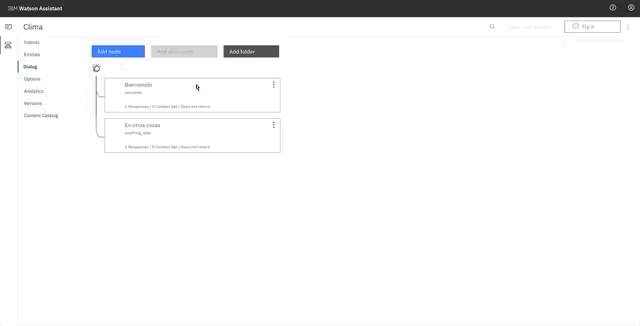 IBM Watson Assistant
Clima
Try it
Intents
Entities
Dialog
Options
Analytics
Versions
Content Catalog
Add node
Add child node
Add folder
Bienvenido
welcome
1 Responses / 0 Context Set / Does not return
En otras cosas
anything_else
1 Responses / 0 Context Set / Does not return